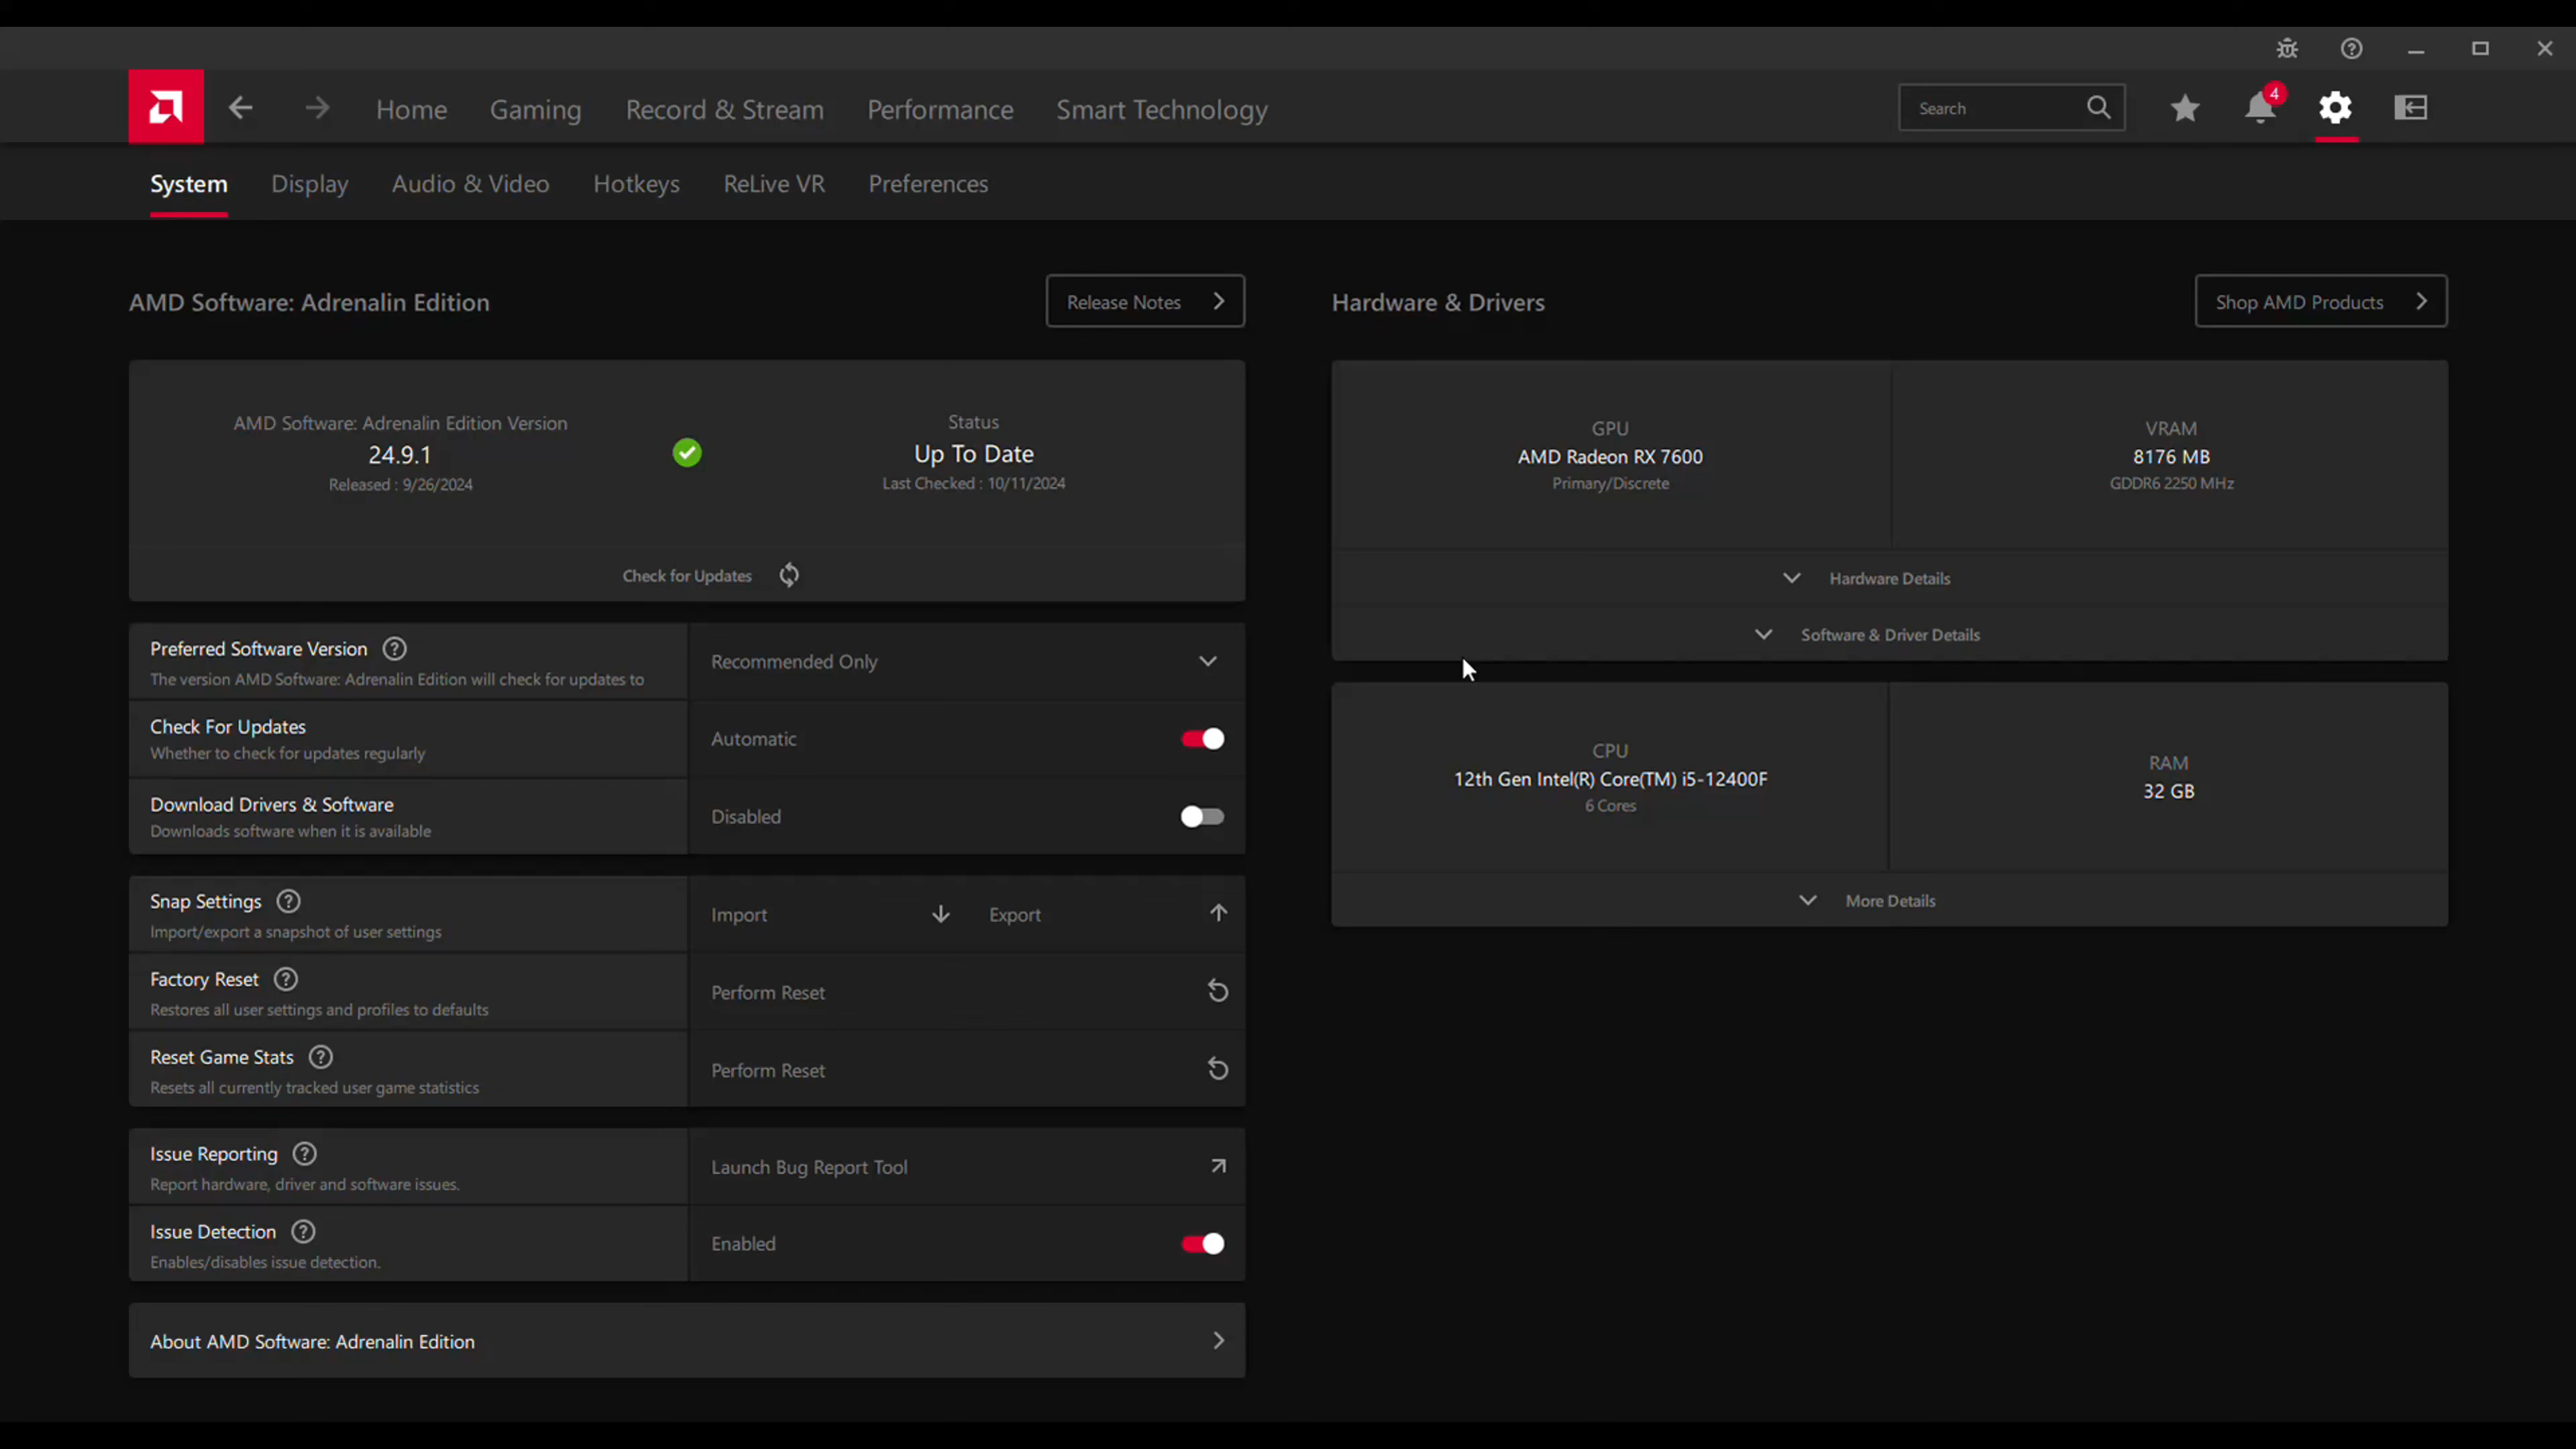 Home Gaming Record & Stream Performance Smart Technology
Search
4
System Display Audio & Video Hotkeys ReLive VR Preferences
AMD Software: Adrenalin Edition
Release Notes
AMD Software: Adrenalin Edition Version
24.9.1
Released : 9/26/2024
Status
Up To Date
Last Checked : 10/11/2024
Check for Updates
Preferred Software Version
The version AMD Software: Adrenalin Edition will check for updates to
Recommended Only
Check For Updates
Whether to check for updates regularly
Automatic
Download Drivers & Software
Downloads software when it is available
Disabled
Snap Settings
Import/export a snapshot of user settings
Import
Export
Factory Reset
Restores all user settings and profiles to defaults
Perform Reset
Reset Game Stats
Resets all currently tracked user game statistics
Perform Reset
Issue Reporting
Report hardware, driver and software issues.
Launch Bug Report Tool
Issue Detection
Enables/disables issue detection.
Enabled
About AMD Software: Adrenalin Edition
Hardware & Drivers
Shop AMD Products
GPU
AMD Radeon RX 7600
Primary/Discrete
VRAM
8176 MB
GDDR6 2250 MHz
Hardware Details
Software & Driver Details
CPU
12th Gen Intel(R) Core(TM) i5-12400F
6 Cores
RAM
32 GB
More Details